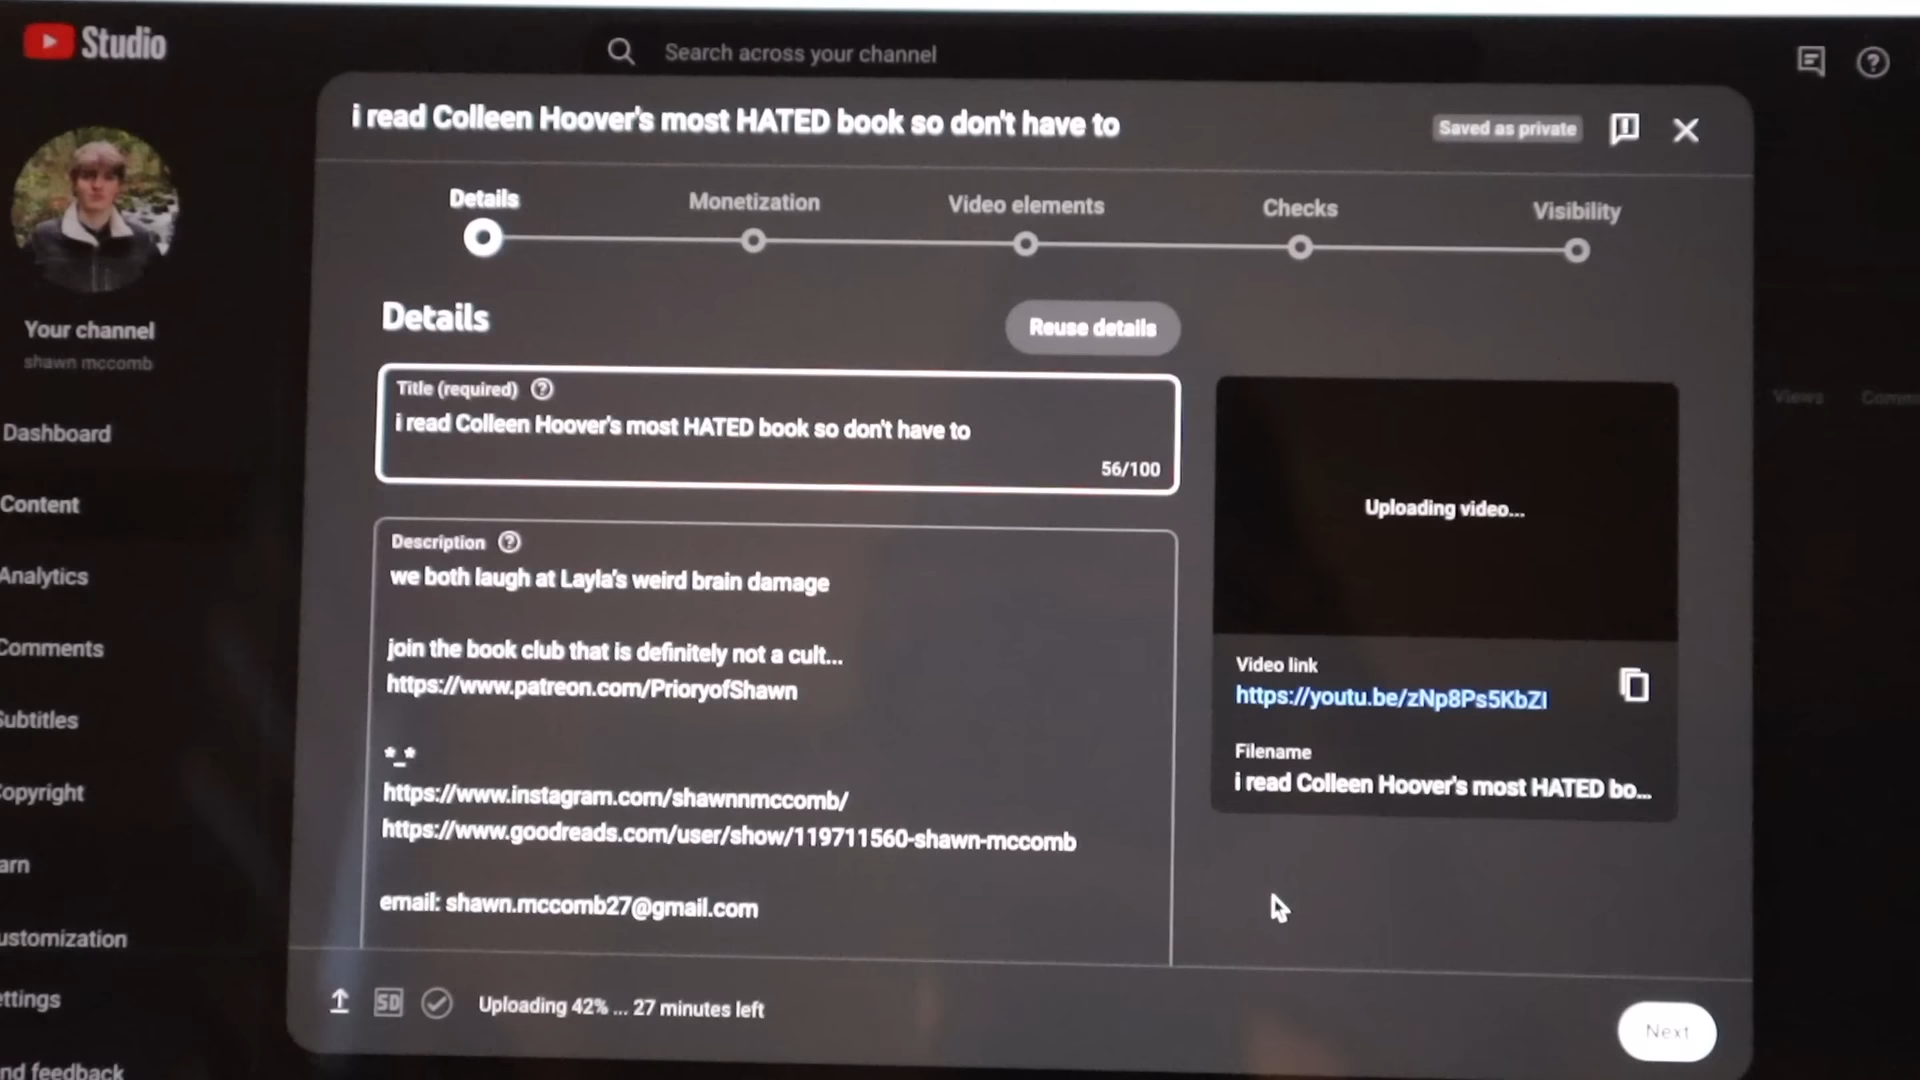 Studio
Search across your channel
i read Colleen Hoover's most HATED book so don't have to
Saved as private
Details
Monetization
Video elements
Checks
Visibility
Your channel
shawn mccomb
Dashboard
Content
Analytics
Comments
Subtitles
opyright
arn
ustomization
ettings
nd feedback
Details
Reuse details
Title (required)
i read Colleen Hoover's most HATED book so don't have to
56/100
Description
we both laugh at Layla's weird brain damage
join the book club that is definitely not a cult...
https://www.patreon.com/PrioryofShawn
*_*
https://www.instagram.com/shawnnmccomb/
https://www.goodreads.com/user/show/119711560-shawn-mccomb
email: shawn.mccomb27@gmail.com
Uploading video...
Video link
https://youtu.be/zNp8Ps5KbZI
Filename
i read Colleen Hoover's most HATED bo...
Views
Comm
SD
Uploading 42% ... 27 minutes left
Next